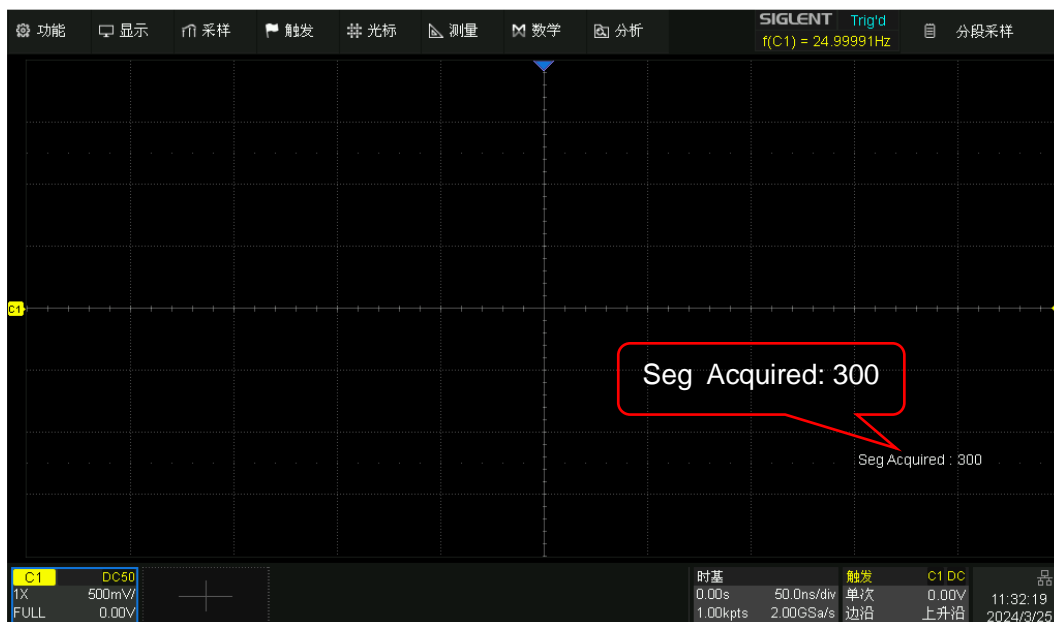 功能 显示 采样 触发 光标 测量 数学 分析 SIGLENT Trig'd 分段采样
f(C1) = 24.99991Hz
C1
Seg Acquired: 300
Seg Acquired : 300
C1 DC50
1X 500mV/
FULL 0.00V
时基
0.00s 50.0ns/div
1.00kpts 2.00GSa/s
触发 C1 DC
单次 0.00V
边沿 上升沿
11:32:19
2024/3/25